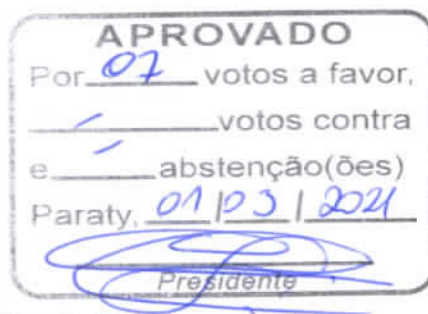 APROVADO
Por 07 votos a favor,
/ votos contra
e / abstenção(ões)
Paraty, 01/03/2021
Presidente